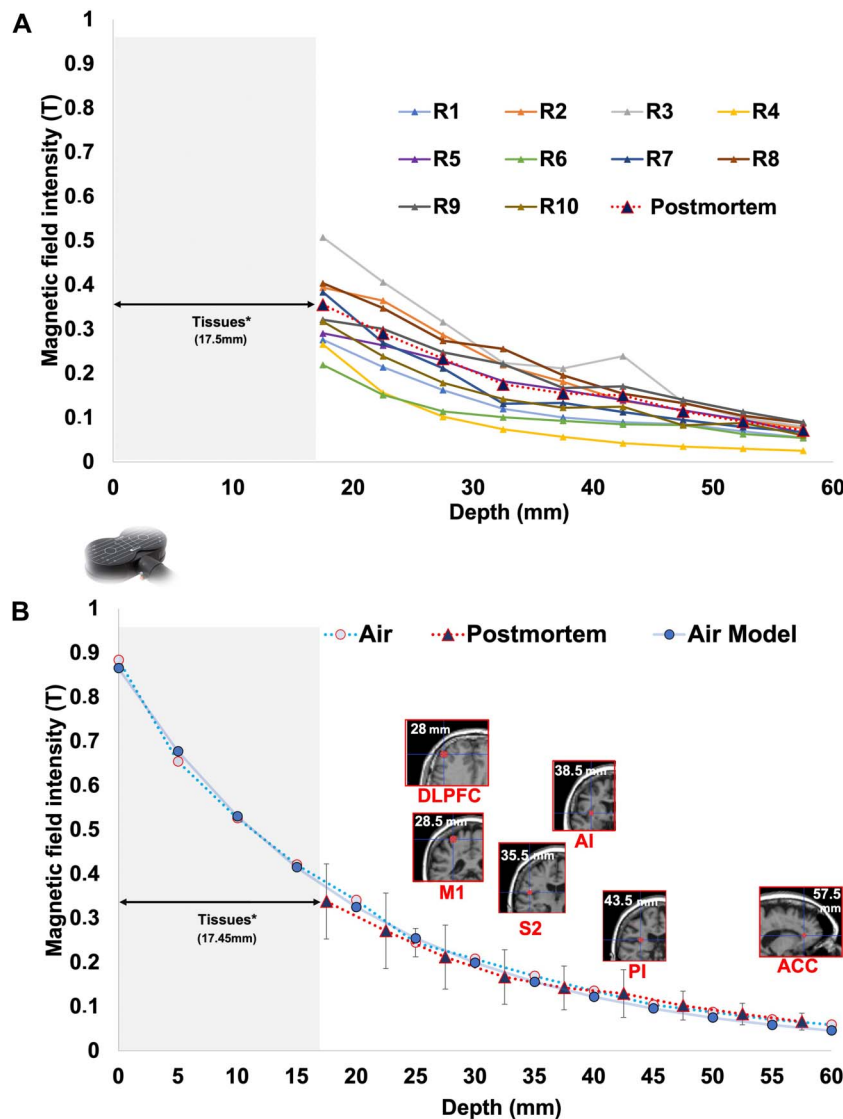 A
Magnetic field intensity (T)
1
0.9
0.8
0.7
0.6
0.5
0.4
0.3
0.2
0.1
0
R1 R2 R3 R4
R5 R6 R7 R8
R9 R10 Postmortem
Tissues*
(17.5mm)
0 10 20 30 40 50 60
Depth (mm)
B
Magnetic field intensity (T)
1
0.9
0.8
0.7
0.6
0.5
0.4
0.3
0.2
0.1
0
Air Postmortem Air Model
28 mm
DLPFC
28.5 mm
M1
35.5 mm
S2
38.5 mm
AI
43.5 mm
PI
57.5
mm
ACC
Tissues*
(17.45mm)
0 5 10 15 20 25 30 35 40 45 50 55 60
Depth (mm)